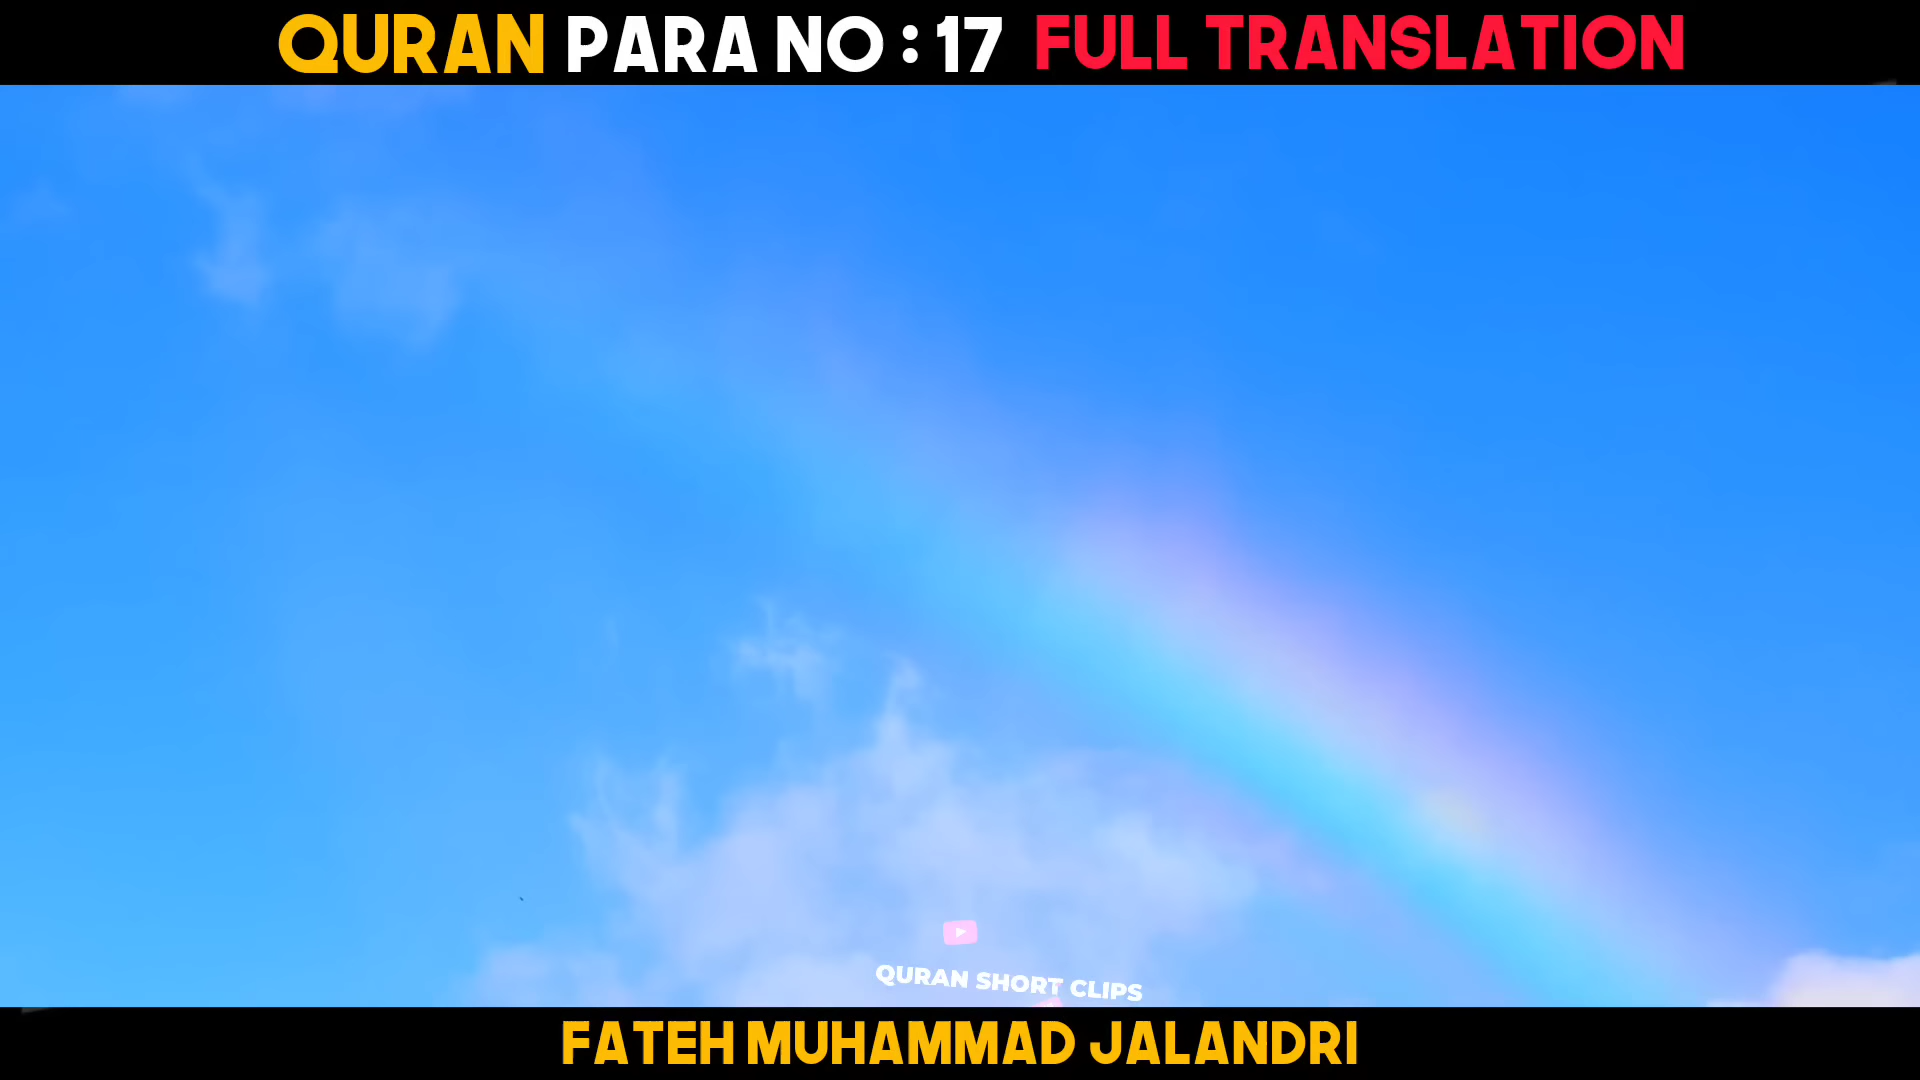 QURAN PARA NO : 17 FULL TRANSLATION
QURAN SHORT CLIPS
FATEH MUHAMMAD JALANDRI